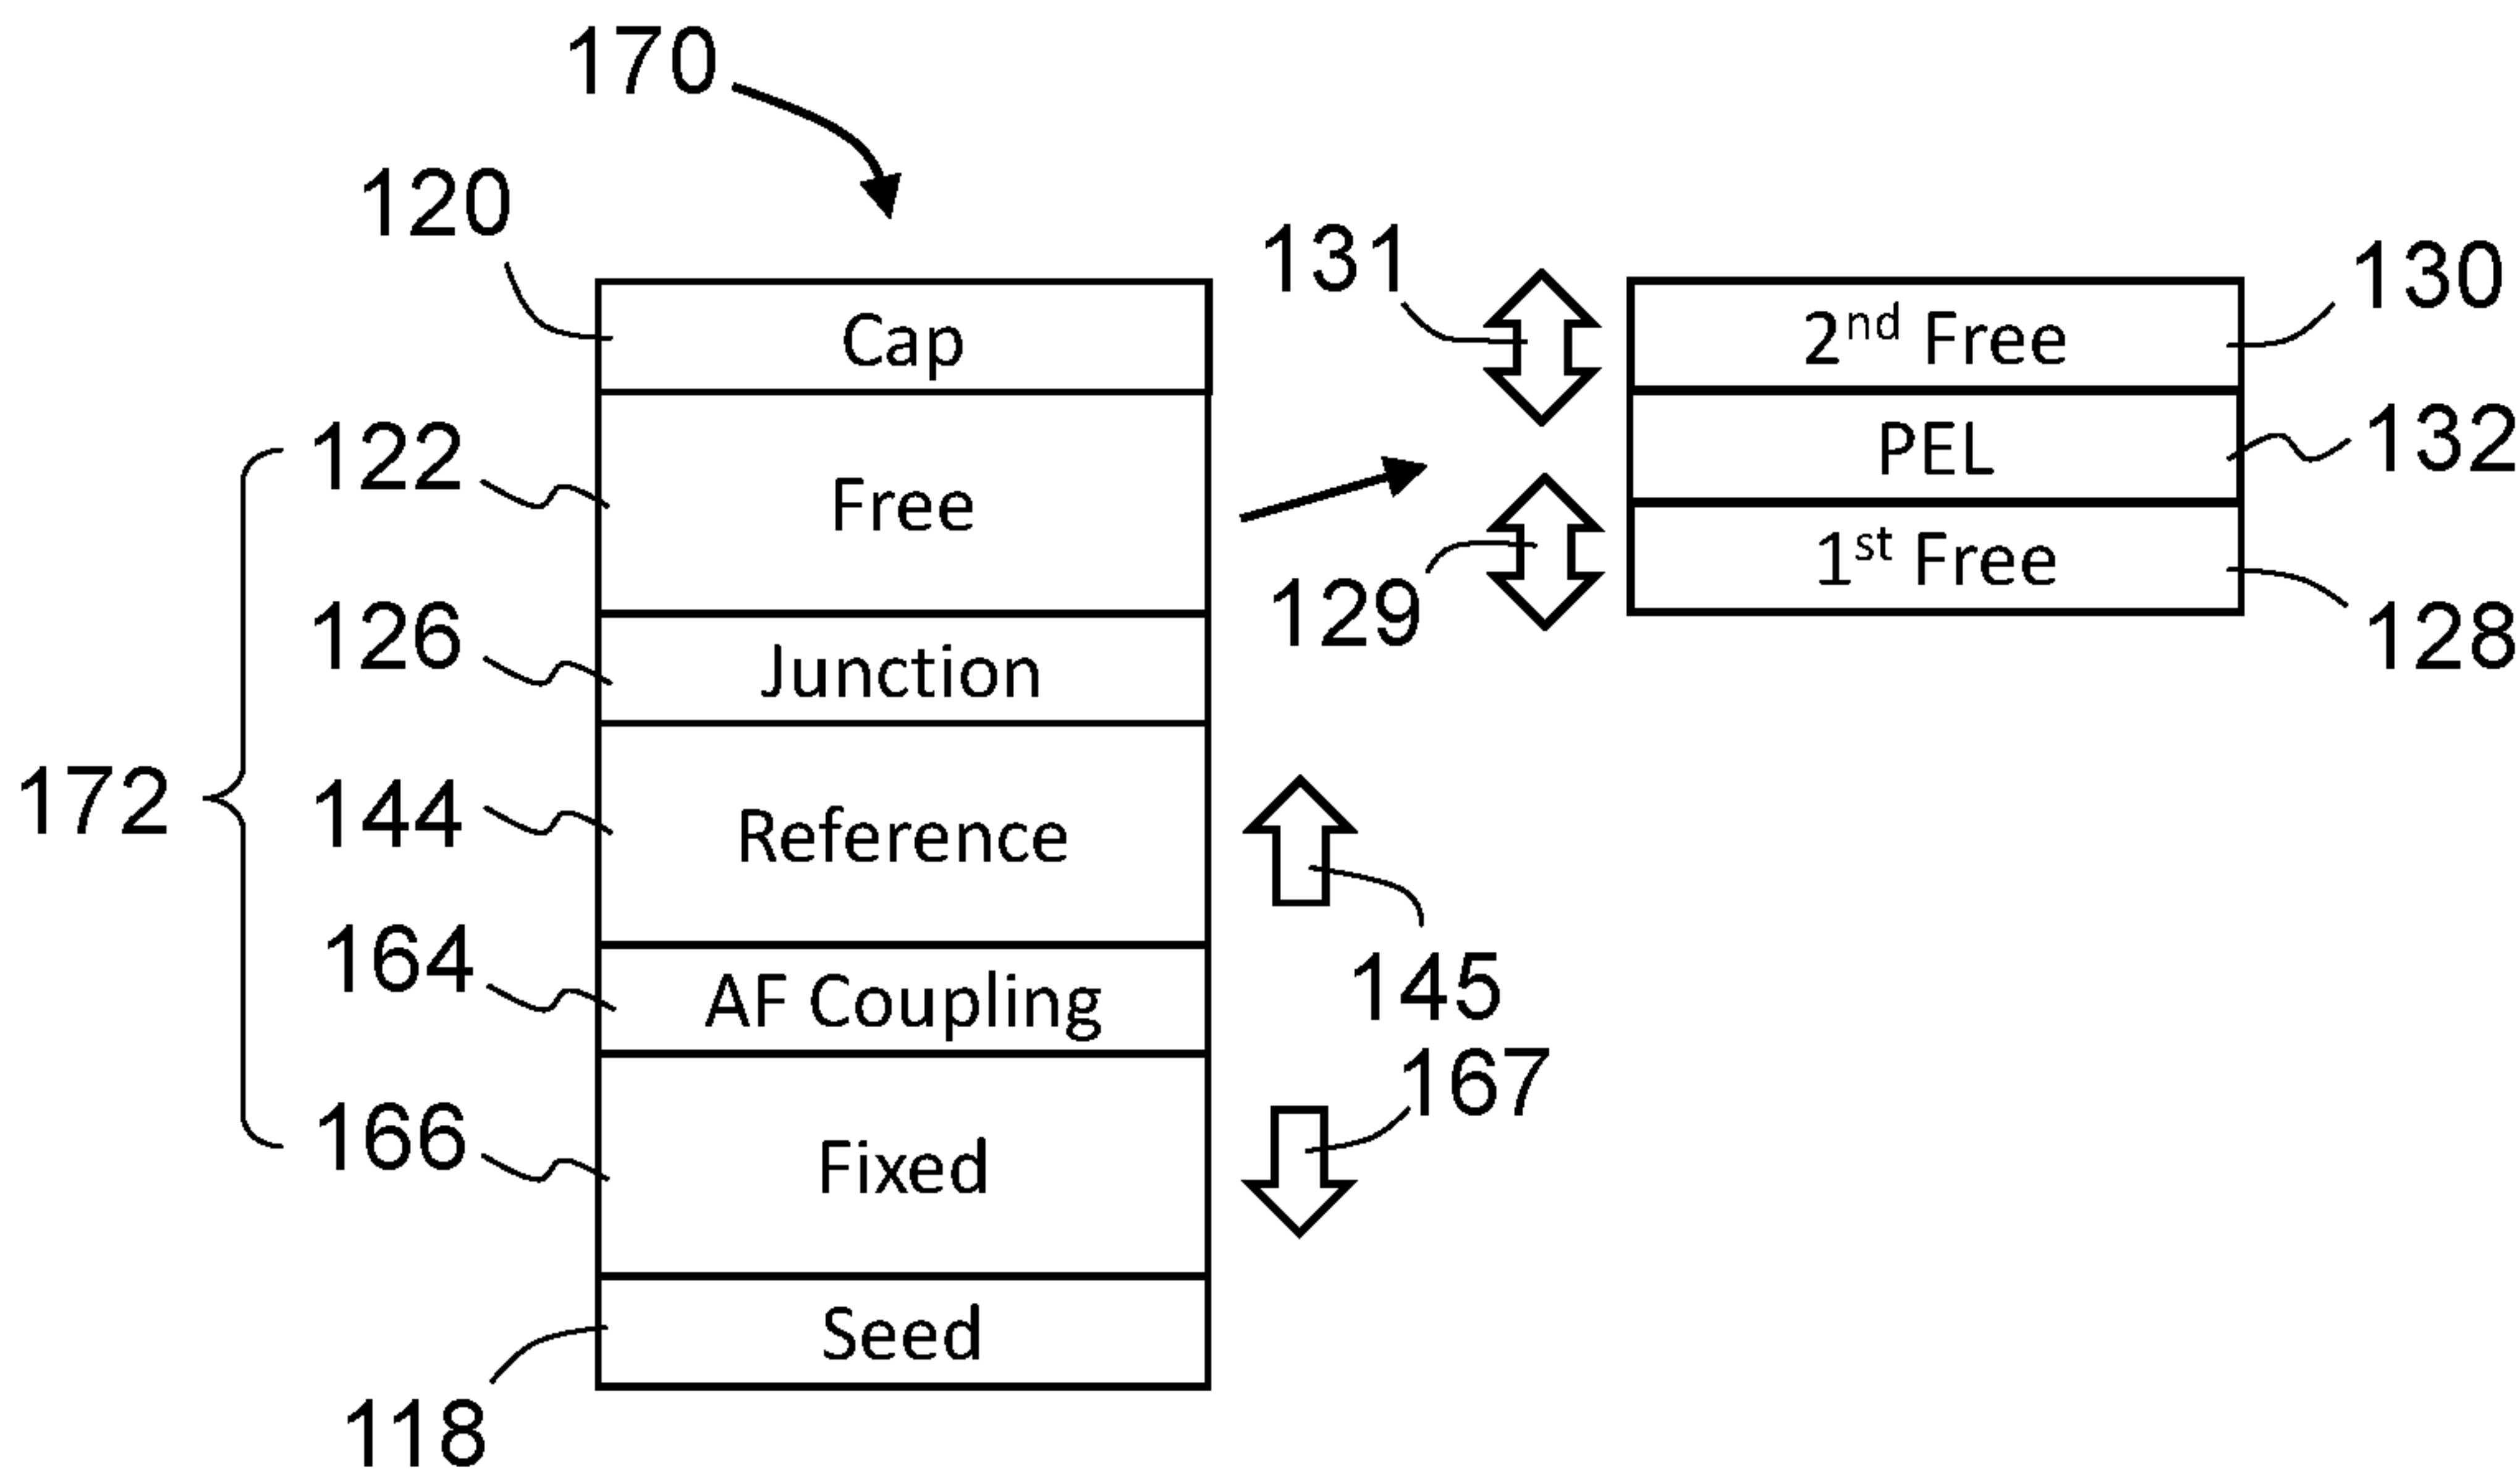 170
120
Cap
131
2nd Free
130
122
Free
PEL
132
129
1st Free
128
126
Junction
172
144
Reference
145
164
AF Coupling
167
166
Fixed
118
Seed